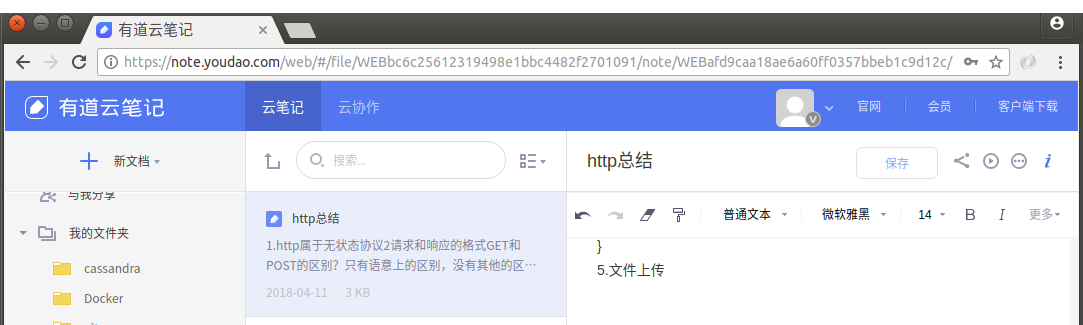 有道云笔记
https://note.youdao.com/web/#/file/WEBbc6c25612319498e1bbc4482f2701091/note/WEBafd9caa18ae6a60ff0357bbeb1c9d12c/
有道云笔记 云笔记 云协作 V 官网 会员 客户端下载
新文档 搜索... http总结 保存
与我分享
我的文件夹
cassandra
Docker
http总结
1.http属于无状态协议2请求和响应的格式GET和
POST的区别？只有语意上的区别，没有其他的区…
2018-04-11 3 KB
普通文本 微软雅黑 14 B I 更多
}
5.文件上传